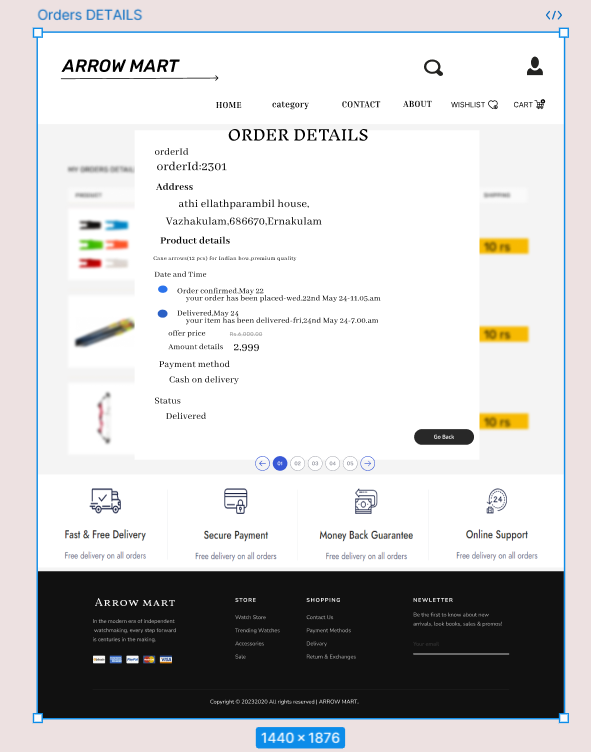 Orders DETAILS
</>
ARROW MART
HOME category CONTACT ABOUT WISHLIST CART
ORDER DETAILS
orderId
orderId:2301
MY ORDERS DETAIL
PRODUCT
SHIPPING
Address
athi ellathparambil house,
Vazhakulam,686670,Ernakulam
Product details
10 rs
Cane arrows(12 pcs) for Indian bow,premium quality
Date and Time
Order confirmed,May 22
your order has been placed-wed,22nd May 24-11.05.am
Delivered,May 24
your item has been delivered-fri,24nd May 24-7.00.am
offer price Rs.6,000.00
10 rs
Amount details 2,999
Payment method
Cash on delivery
Status
Delivered
10 rs
Go Back
01 02 03 04 05
24
Fast & Free Delivery Secure Payment Money Back Guarantee Online Support
Free delivery on all orders Free delivery on all orders Free delivery on all orders Free delivery on all orders
ARROW MART
In the modern era of independent
watchmaking, every step forward
is centuries in the making.
VISA
STORE
Watch Store
Trending Watches
Accessories
Sale
SHOPPING
Contact Us
Payment Methods
Delivery
Return & Exchanges
NEWLETTER
Be the first to know about new
arrivals, look books, sales & promos!
Your email
Copyright © 20232020 All rights reserved | ARROW MART.
1440 × 1876